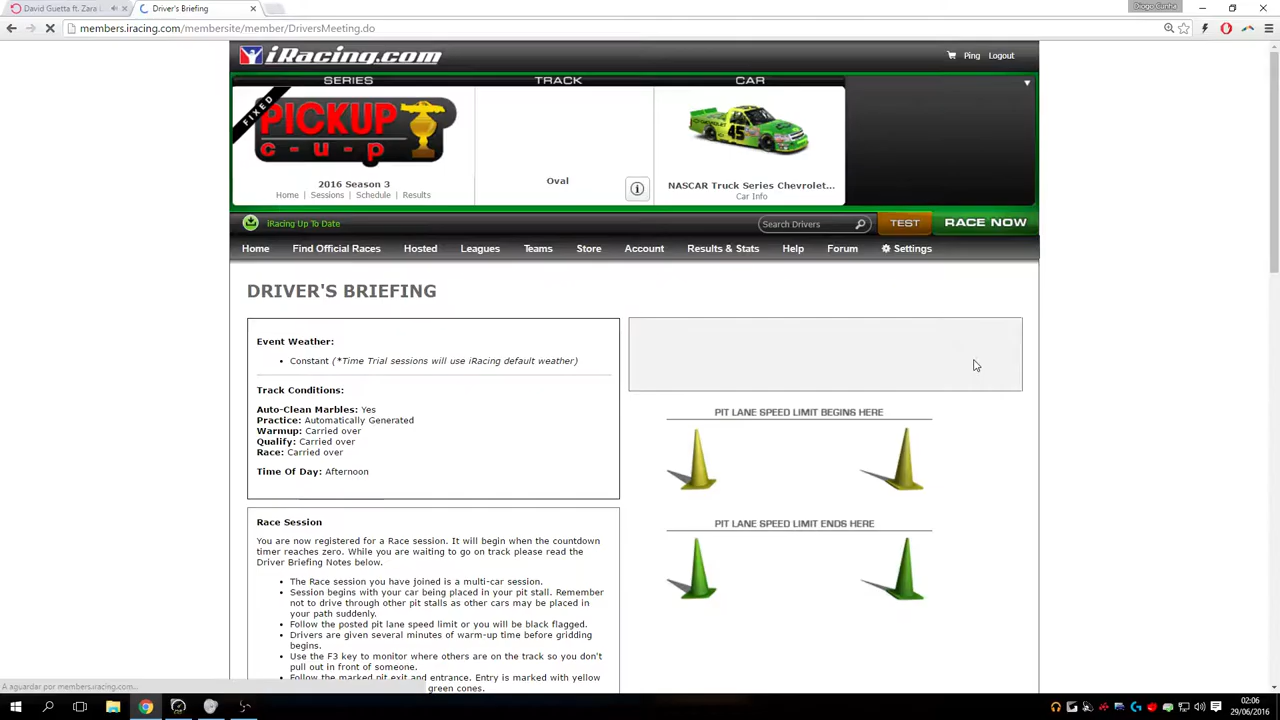 David Guetta ft. Zara L
Driver's Briefing
Diogo Cunha
members.iracing.com/membersite/member/DriversMeeting.do
iRacing.com
Ping
Logout
SERIES
TRACK
CAR
FIXED
PICKUP
c-u-p
45
2016 Season 3
Home | Sessions | Schedule | Results
Oval
NASCAR Truck Series Chevrolet...
Car Info
iRacing Up To Date
Search Drivers
TEST
RACE NOW
Home
Find Official Races
Hosted
Leagues
Teams
Store
Account
Results & Stats
Help
Forum
Settings
DRIVER'S BRIEFING
Event Weather:
• Constant (*Time Trial sessions will use iRacing default weather)
Track Conditions:
Auto-Clean Marbles: Yes
Practice: Automatically Generated
Warmup: Carried over
Qualify: Carried over
Race: Carried over
Time Of Day: Afternoon
PIT LANE SPEED LIMIT BEGINS HERE
PIT LANE SPEED LIMIT ENDS HERE
Race Session
You are now registered for a Race session. It will begin when the countdown
timer reaches zero. While you are waiting to go on track please read the
Driver Briefing Notes below.
• The Race session you have joined is a multi-car session.
• Session begins with your car being placed in your pit stall. Remember
not to drive through other pit stalls as other cars may be placed in
your path suddenly.
• Follow the posted pit lane speed limit or you will be black flagged.
• Drivers are given several minutes of warm-up time before gridding
begins.
• Use the F3 key to monitor where others are on the track so you don't
pull out in front of someone.
• Follow the marked pit exit and entrance. Entry is marked with yellow
green cones.
A aguardar por members.iracing.com...
02:06
29/06/2016